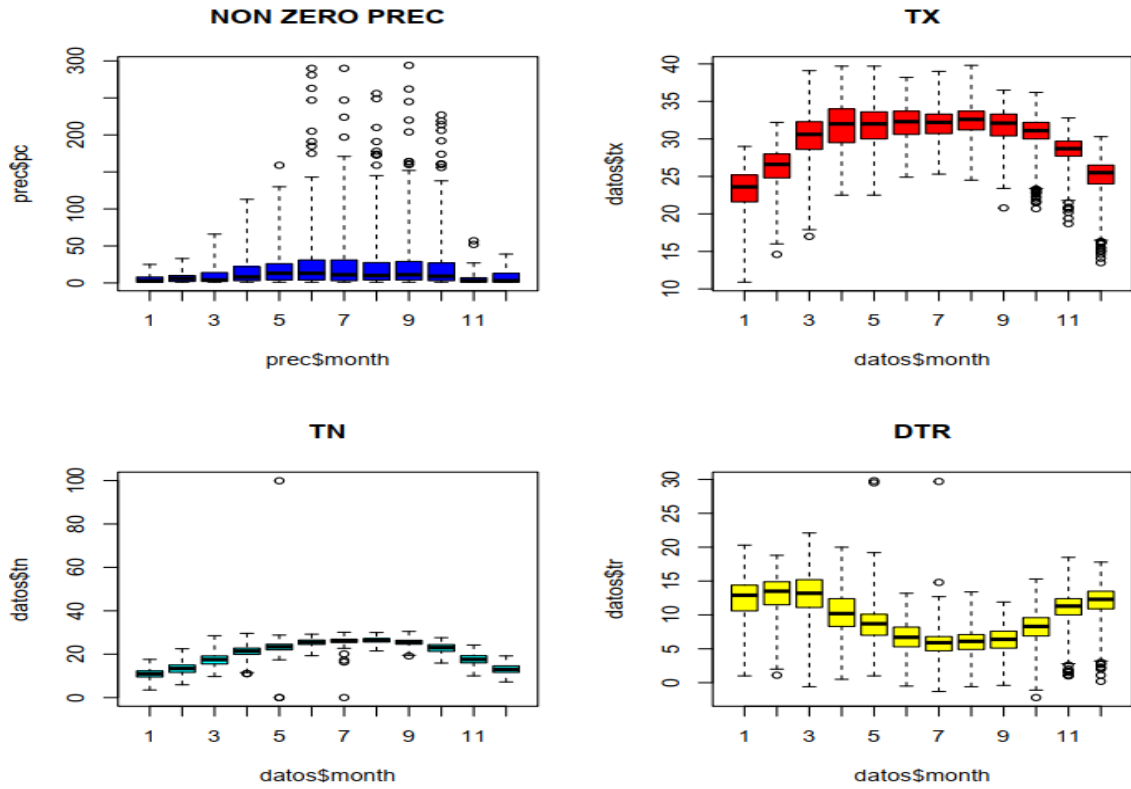 NON ZERO PREC
prec$pc
300
200
100
50
0
1 3 5 7 9 11
prec$month
TX
datos$tx
40
35
30
25
20
15
10
1 3 5 7 9 11
datos$month
TN
datos$tn
100
80
60
40
20
0
1 3 5 7 9 11
datos$month
DTR
datos$tr
30
25
20
15
10
5
0
1 3 5 7 9 11
datos$month